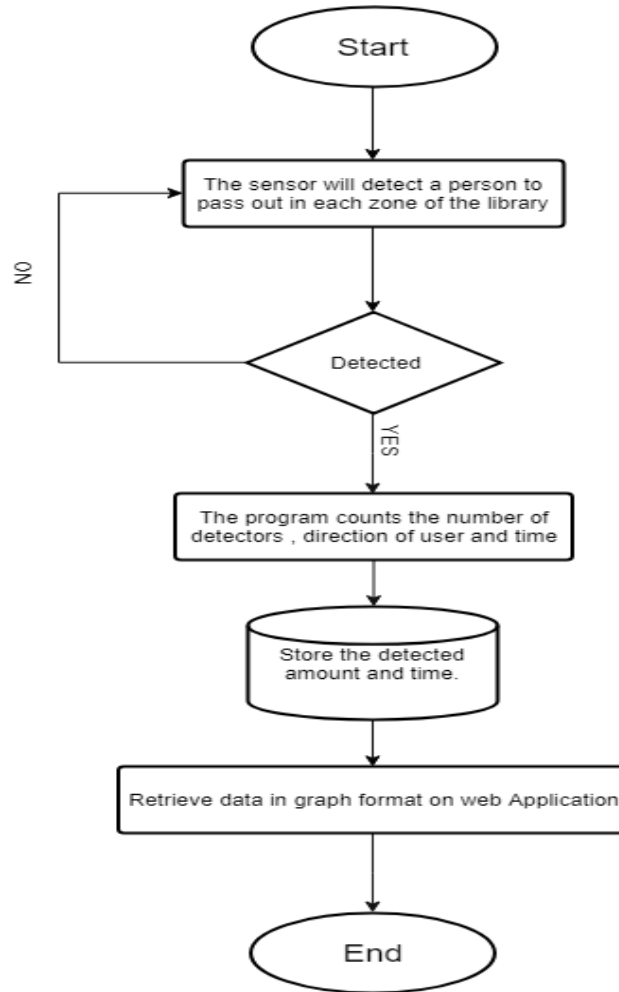 Start
The sensor will detect a person to
pass out in each zone of the library
NO
Detected
YES
The program counts the number of
detectors , direction of user and time
Store the detected
amount and time.
Retrieve data in graph format on web Application
End